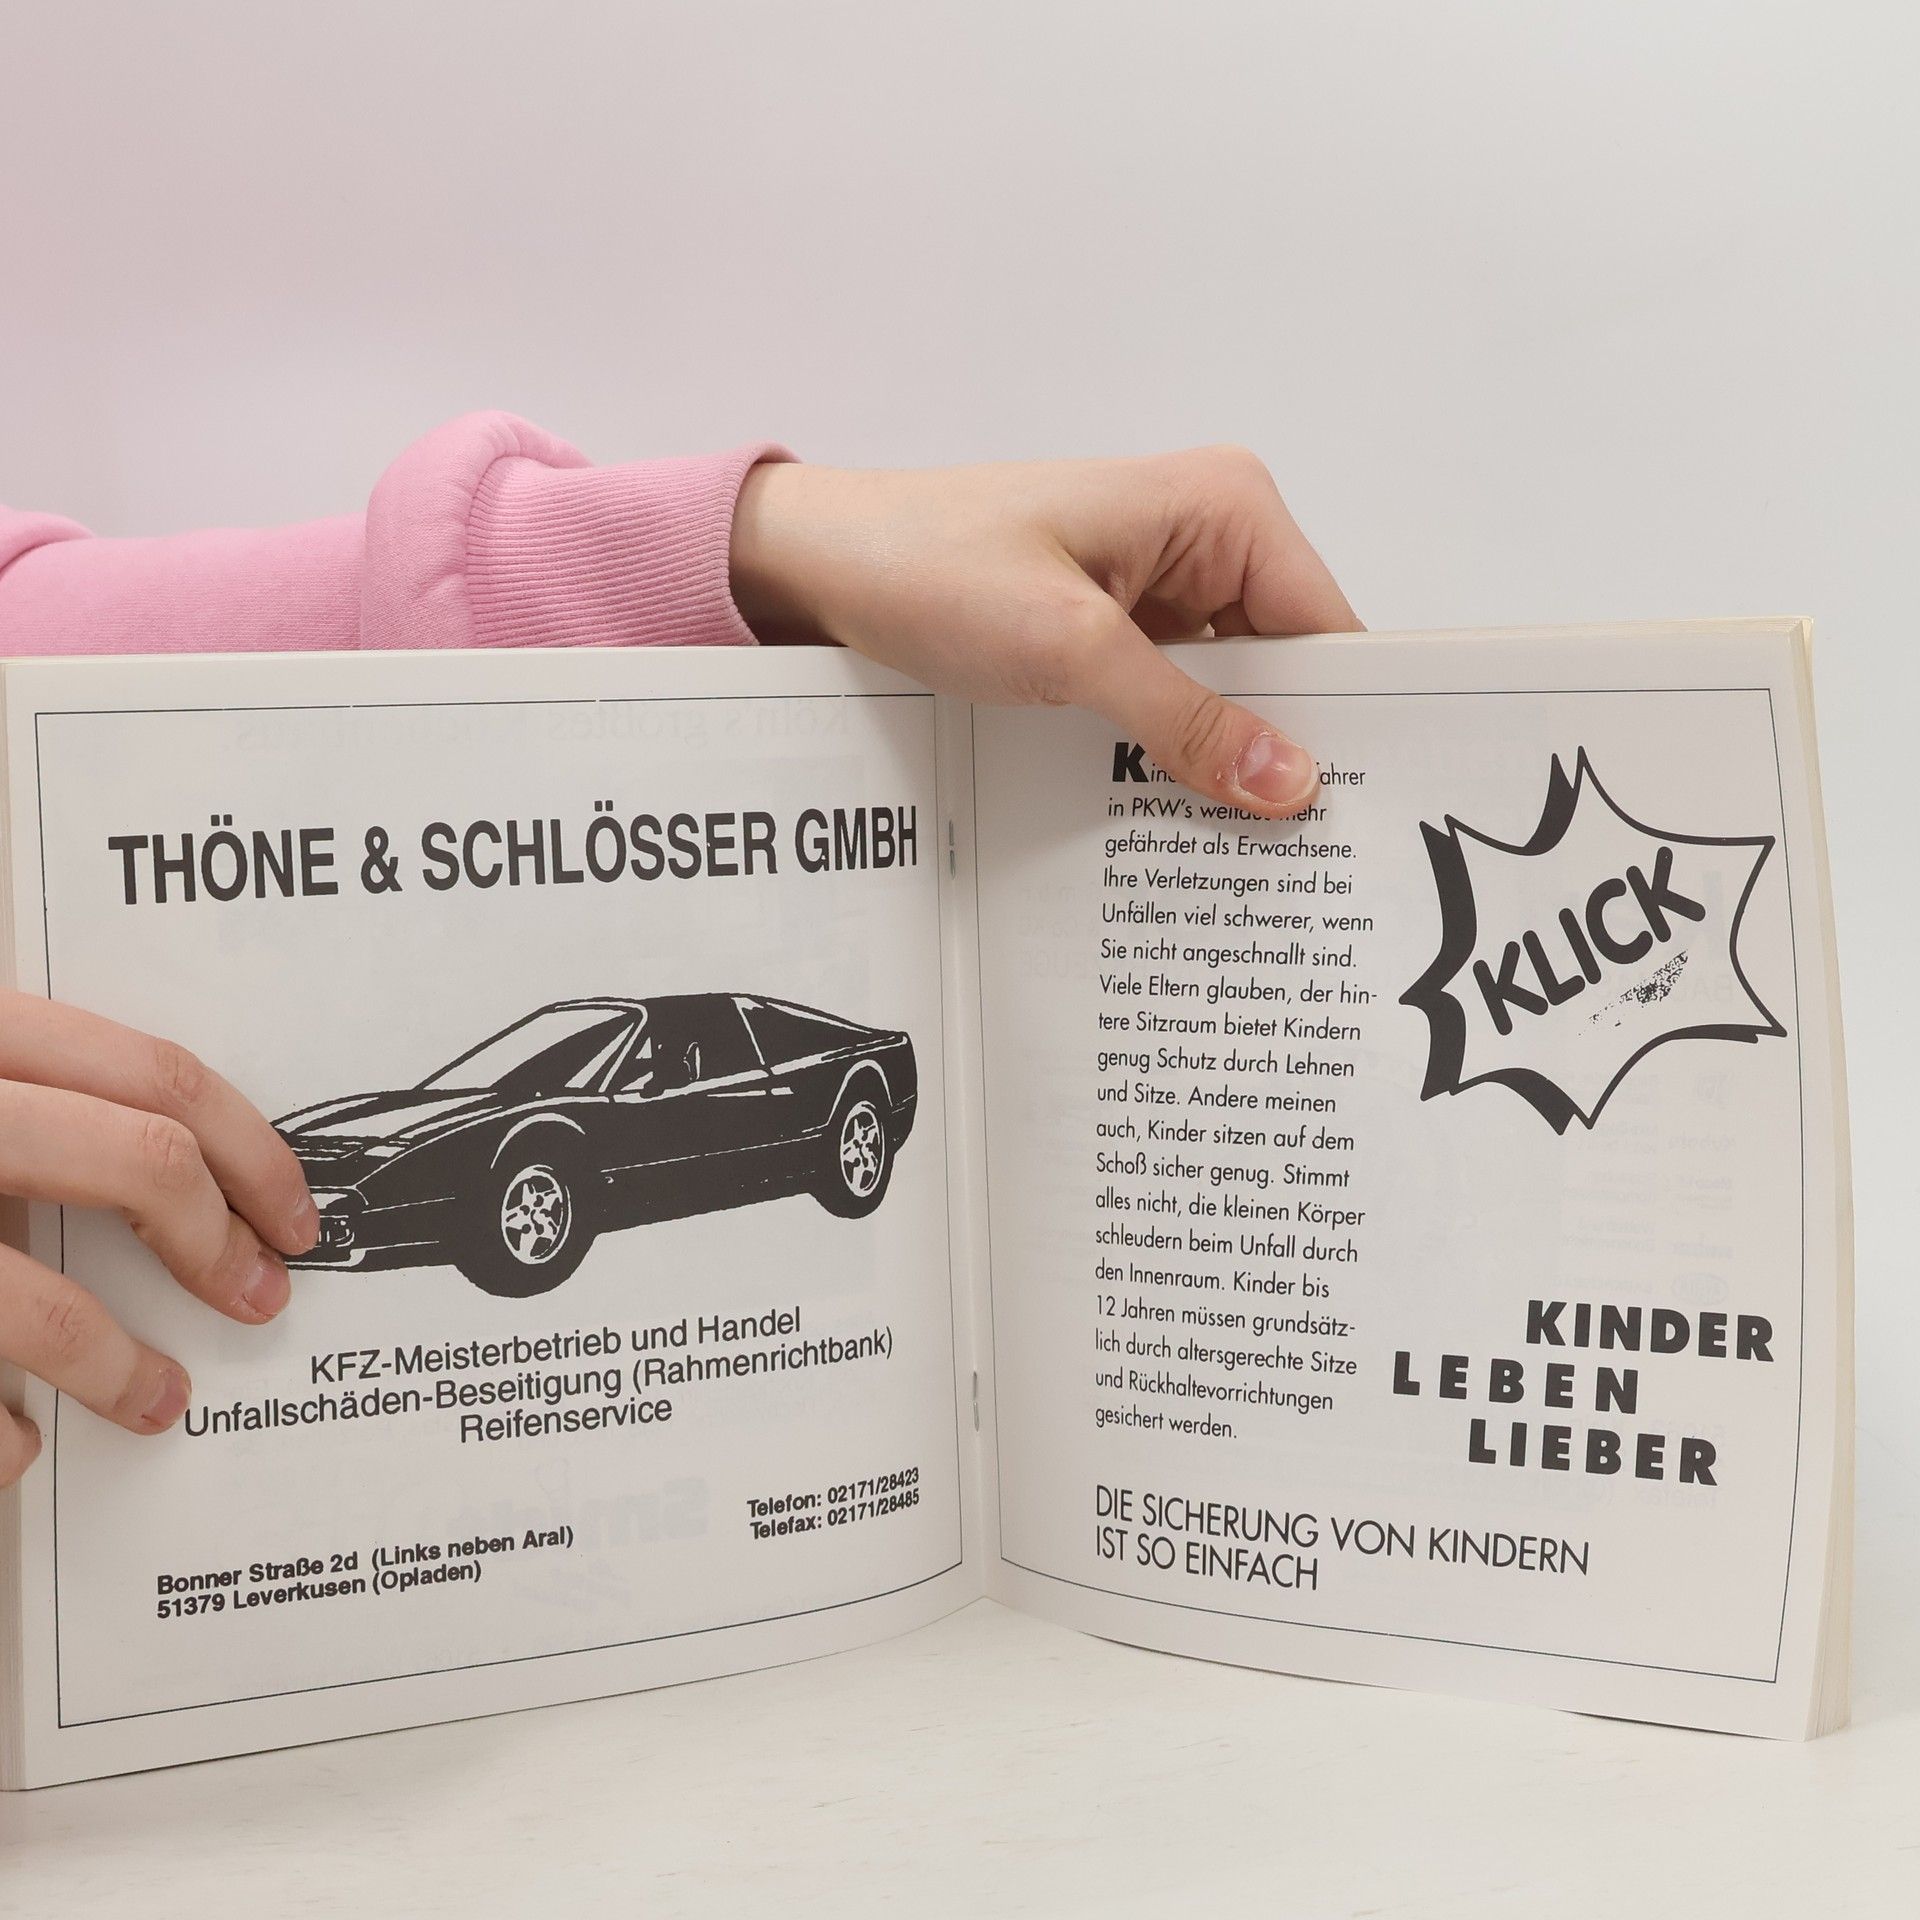 THÖNE & SCHLÖSSER GMBH
KFZ-Meisterbetrieb und Handel
Unfallschäden-Beseitigung (Rahmenrichtbank)
Reifenservice
Telefon: 02171/28423
Telefax: 02171/28485
Bonner Straße 2d (Links neben Aral)
51379 Leverkusen (Opladen)
in PKW's mehr
gefährdet als Erwachsene.
Ihre Verletzungen sind bei
Unfällen viel schwerer, wenn
Sie nicht angeschnallt sind.
Viele Eltern glauben, der hin-
tere Sitzraum bietet Kindern
genug Schutz durch Lehnen
und Sitze. Andere meinen
auch, Kinder sitzen auf dem
Schoß sicher genug. Stimmt
alles nicht, die kleinen Körper
schleudern beim Unfall durch
den Innenraum. Kinder bis
12 Jahren müssen grundsätz-
lich durch altersgerechte Sitze
und Rückhaltevorrichtungen
gesichert werden.
KLICK
KINDER
LEBEN
LIEBER
DIE SICHERUNG VON KINDERN
IST SO EINFACH